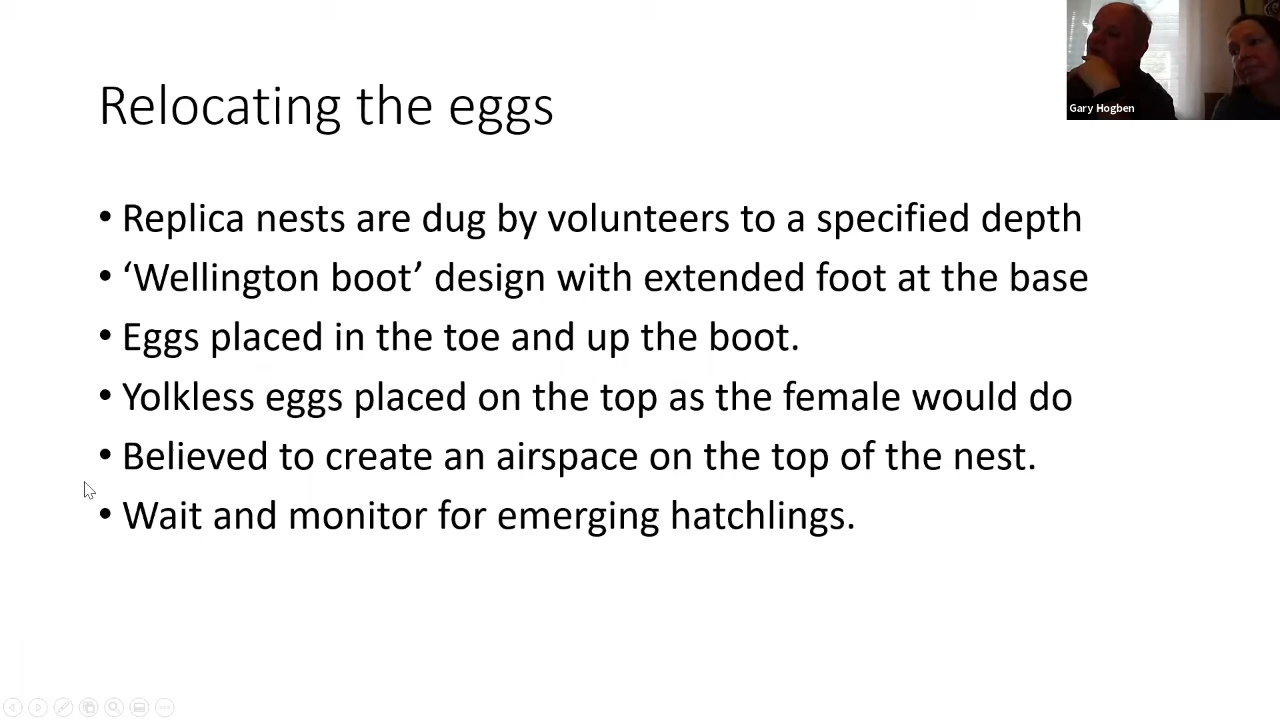 Gary Hogben
Relocating the eggs
• Replica nests are dug by volunteers to a specified depth
• ‘Wellington boot’ design with extended foot at the base
• Eggs placed in the toe and up the boot.
• Yolkless eggs placed on the top as the female would do
• Believed to create an airspace on the top of the nest.
• Wait and monitor for emerging hatchlings.